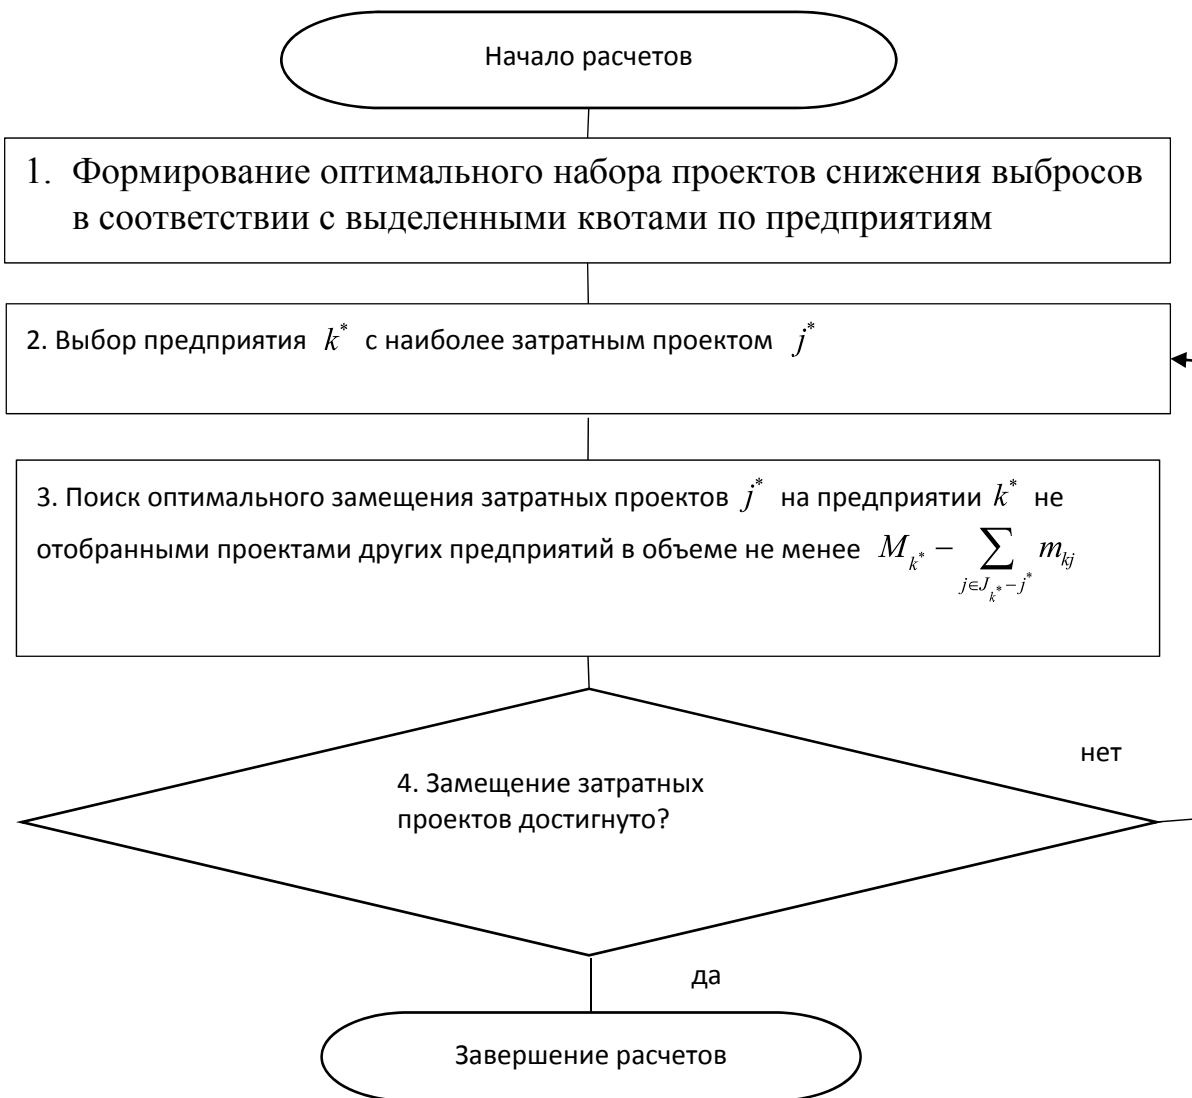 Начало расчетов
1. Формирование оптимального набора проектов снижения выбросов
в соответствии с выделенными квотами по предприятиям
2. Выбор предприятия k* с наиболее затратным проектом j*
3. Поиск оптимального замещения затратных проектов j* на предприятии k* не
отобранными проектами других предприятий в объеме не менее M_{k*} − ∑_{j∈J_{k*}−j*} m_{kj}
нет
4. Замещение затратных
проектов достигнуто?
да
Завершение расчетов